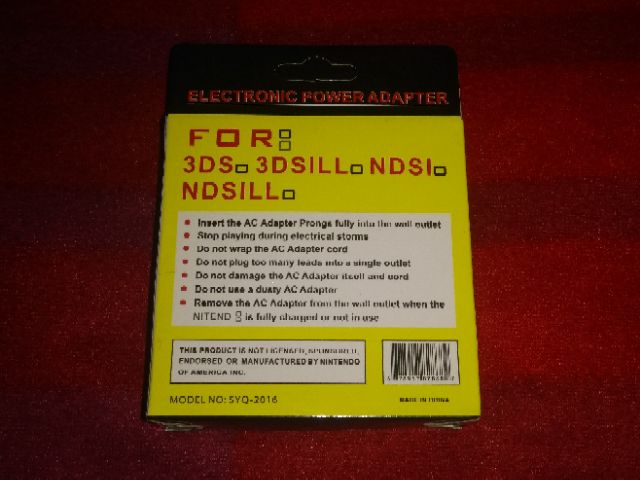 ELECTRONIC POWER ADAPTER
FOR:
3DS 3DSILL NDSI
NDSILL
Insert the AC Adapter Prongs fully into the wall outlet
Stop playing during electrical storms
Do not wrap the AC Adapter cord
Do not plug too many leads into a single outlet
Do not damage the AC Adapter itself and cord
Do not use a dusty AC Adapter
Remove the AC Adapter from the wall outlet when the
NITEND is fully charged or not in use
THIS PRODUCT IS NOT LICENSED, SPONSORED,
ENDORSED OR MANUFACTURED BY NINTENDO
OF AMERICA INC.
MODEL NO: SYQ-2016
MADE IN CHINA